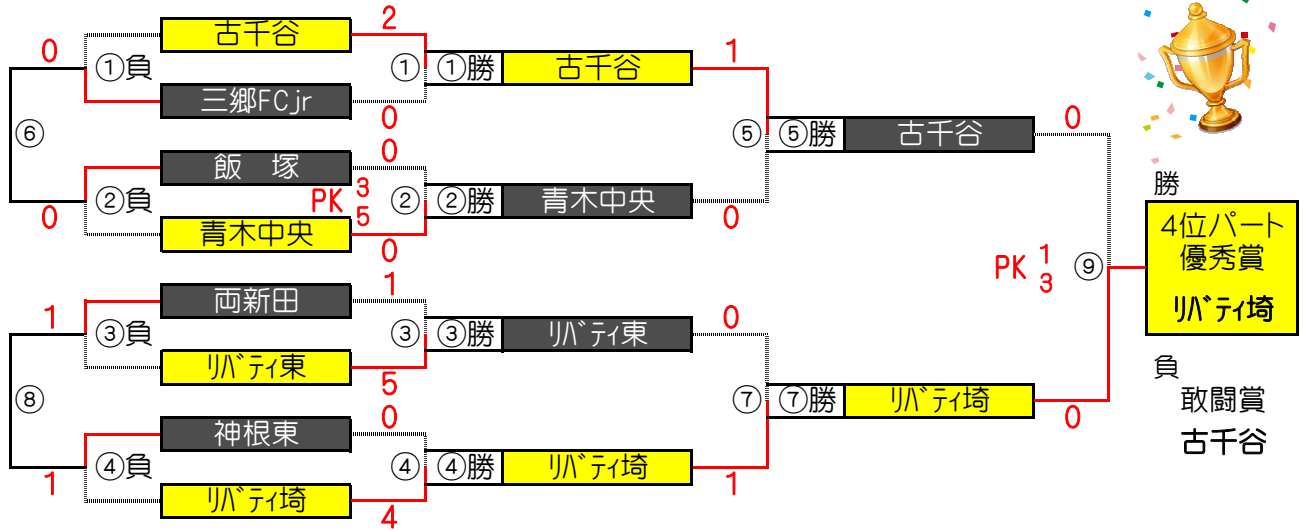 古千谷
2
0
①負
①
①勝
古千谷
1
三郷FCjr
0
⑥
⑤
⑤勝
古千谷
0
飯 塚
0
②負
PK 3
5
②
②勝
青木中央
0
0
青木中央
0
勝
4位パート
優秀賞
リバティ埼
PK 1
3
⑨
両新田
1
1
③負
③
③勝
リバティ東
0
リバティ東
5
⑧
⑦
⑦勝
リバティ埼
0
負
敢闘賞
古千谷
神根東
0
④負
④
④勝
リバティ埼
1
1
リバティ埼
4